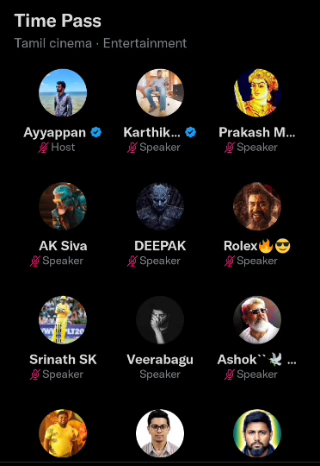 Time Pass
Tamil cinema · Entertainment
Ayyappan Karthik... Prakash M...
Host Speaker Speaker
AK Siva DEEPAK Rolex🔥😎
Speaker Speaker Speaker
Srinath SK Veerabagu Ashok``🕊️ ...
Speaker Speaker Speaker